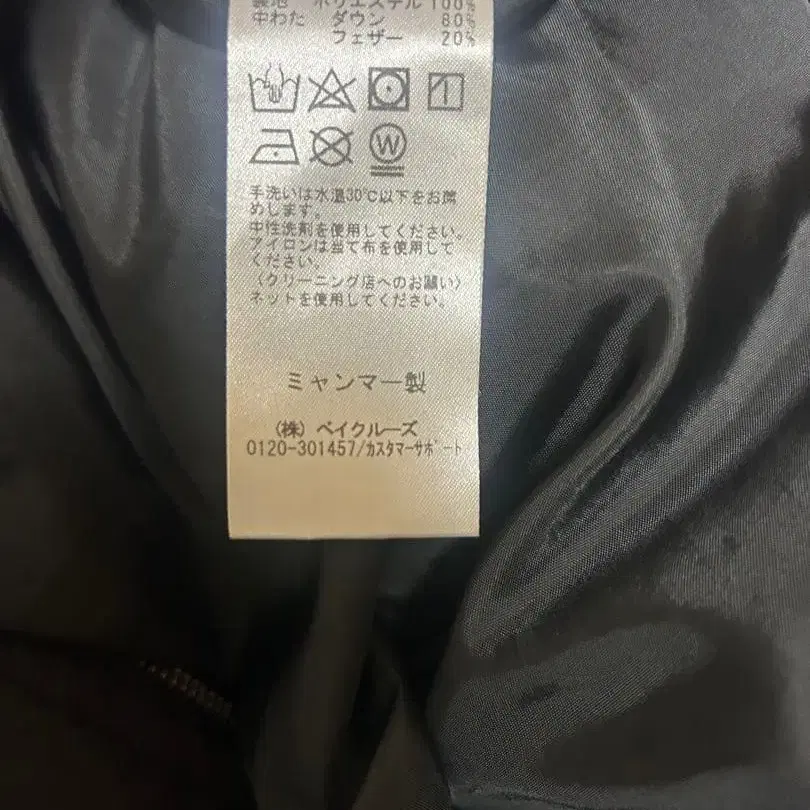 裏地 ポリエステル 100%
中わた ダウン 80%
フェザー 20%
W
手洗いは水温30℃以下をお薦
めします。
中性洗剤を使用してください。
アイロンは当て布を使用して
ください。
〈クリーニング店へのお願い〉
ネットを使用してください。
ミャンマー製
(株) ベイクルーズ
0120-301457/カスタマーサポート